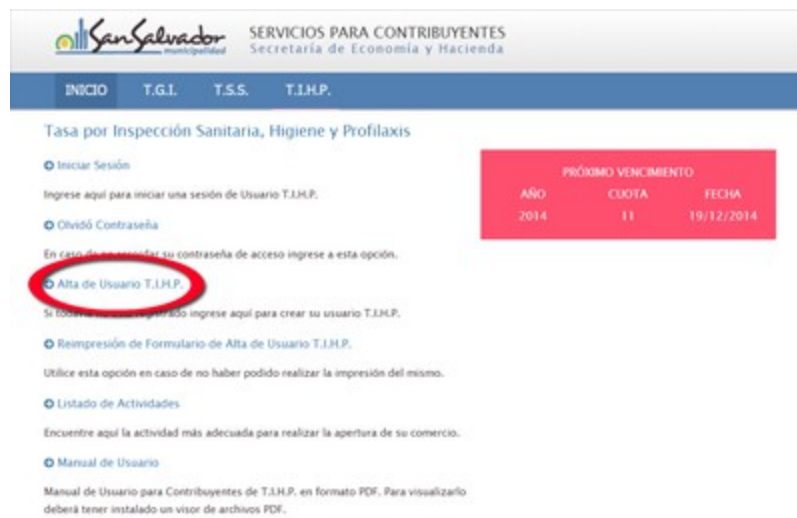 SanSalvador
municipalidad
SERVICIOS PARA CONTRIBUYENTES
Secretaría de Economía y Hacienda
INICIO T.G.I. T.S.S. T.I.H.P.
Tasa por Inspección Sanitaria, Higiene y Profilaxis
Iniciar Sesión
Ingrese aquí para iniciar una sesión de Usuario T.I.H.P.
Olvidó Contraseña
En caso de no recordar su contraseña de acceso ingrese a esta opción.
Alta de Usuario T.I.H.P.
Si registrado ingrese aquí para crear su usuario T.I.H.P.
Reimpresión de Formulario de Alta de Usuario T.I.H.P.
Utilice esta opción en caso de no haber podido realizar la impresión del mismo.
Listado de Actividades
Encuentre aquí la actividad más adecuada para realizar la apertura de su comercio.
Manual de Usuario
Manual de Usuario para Contribuyentes de T.I.H.P. en formato PDF. Para visualizarlo
deberá tener instalado un visor de archivos PDF.
PRÓXIMO VENCIMIENTO
AÑO CUOTA FECHA
2014 11 19/12/2014